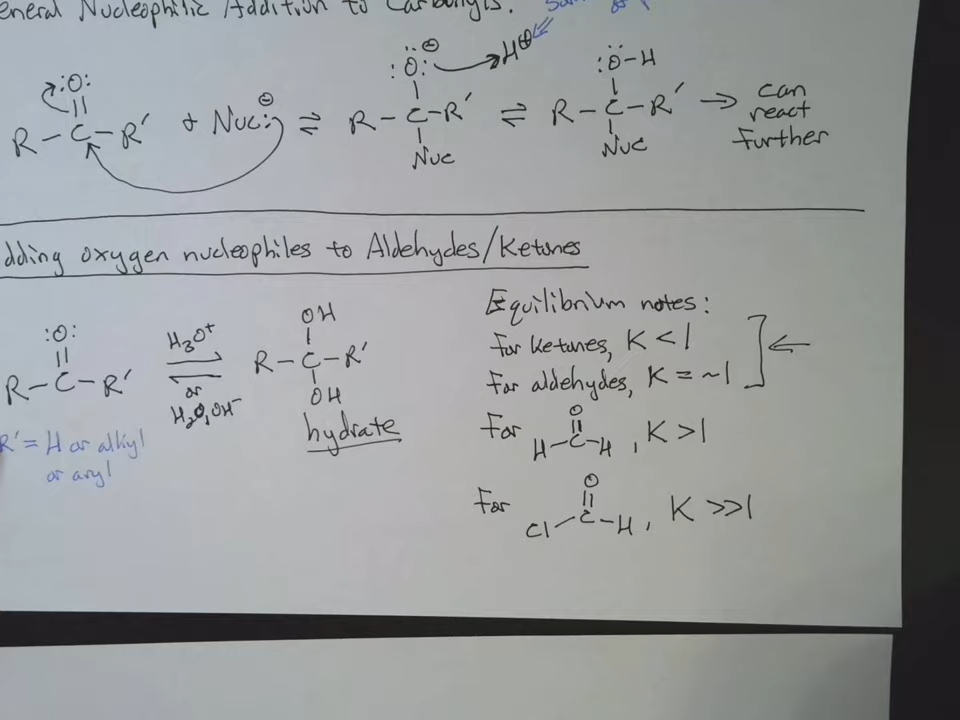 eneral Nucleophilic Addition to Carbonyls.
:O:
R-C-R' + Nuc:⊖ ⇌ R-C-R' ⇌ R-C-R' → can react further
:Ö:⊖ → H⊕
Nuc
:Ö-H
Nuc
dding oxygen nucleophiles to Aldehydes/Ketones
:O:
R-C-R'
H3O+
or
H2O, OH-
OH
R-C-R'
OH
hydrate
R' = H or alkyl
or aryl
Equilibrium notes:
For ketones, K < 1
For aldehydes, K = ~1
For H-C-H, K > 1
O
For Cl-C-H, K >> 1
O